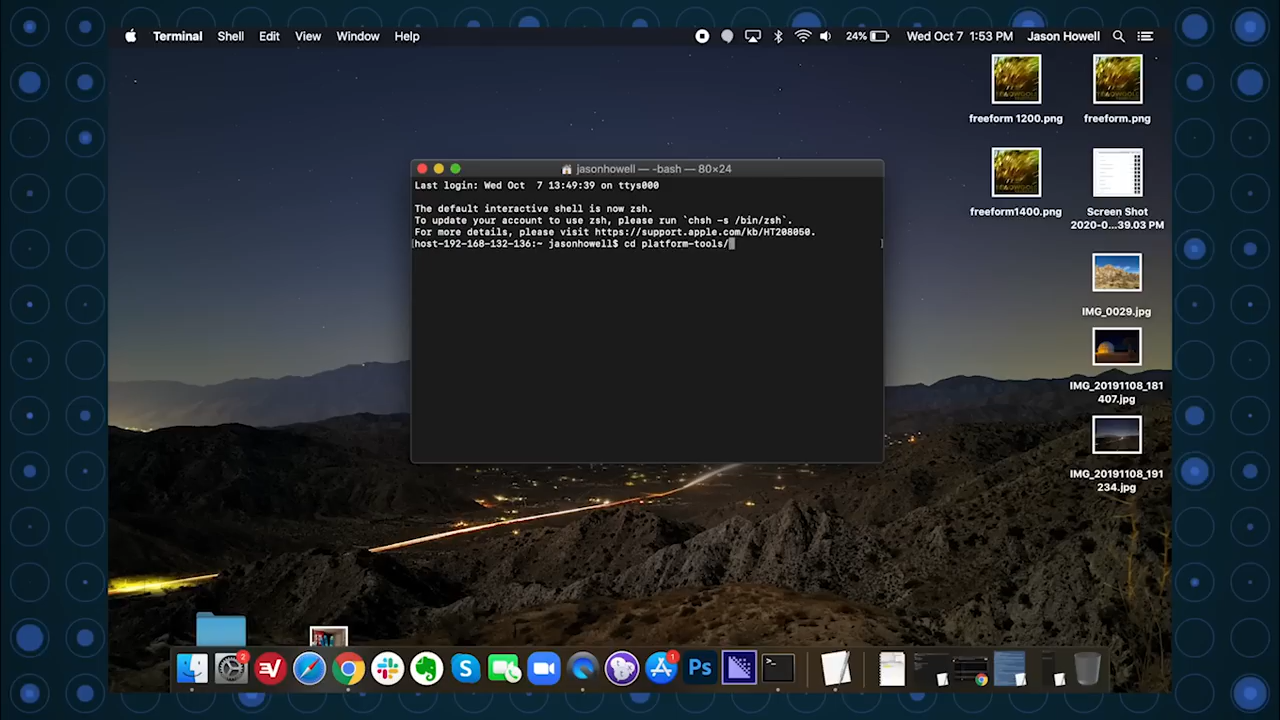 Terminal Shell Edit View Window Help 24% Wed Oct 7 1:53 PM Jason Howell
freeform 1200.png
freeform.png
freeform1400.png
Screen Shot
2020-0...39.03 PM
IMG_0029.jpg
IMG_20191108_181
407.jpg
IMG_20191108_191
234.jpg
jasonhowell — -bash — 80×24
Last login: Wed Oct  7 13:49:39 on ttys000
The default interactive shell is now zsh.
To update your account to use zsh, please run `chsh -s /bin/zsh`.
For more details, please visit https://support.apple.com/kb/HT208050.
[host-192-168-132-136:~ jasonhowell$ cd platform-tools/ ]
2
S
1
Ps
>_